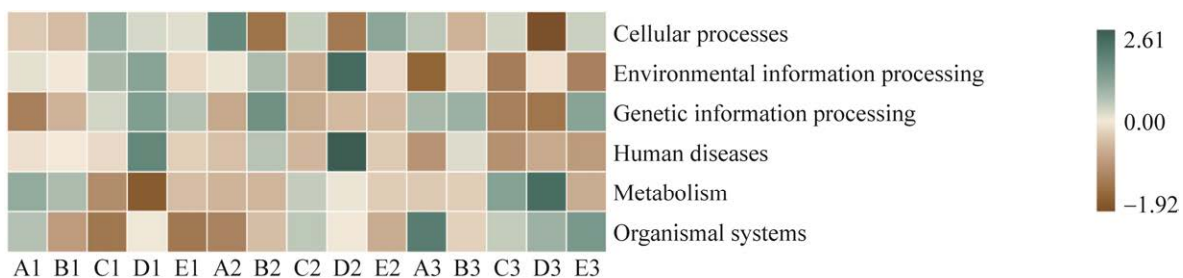 Cellular processes
Environmental information processing
Genetic information processing
Human diseases
Metabolism
Organismal systems
A1 B1 C1 D1 E1 A2 B2 C2 D2 E2 A3 B3 C3 D3 E3
2.61
0.00
−1.92